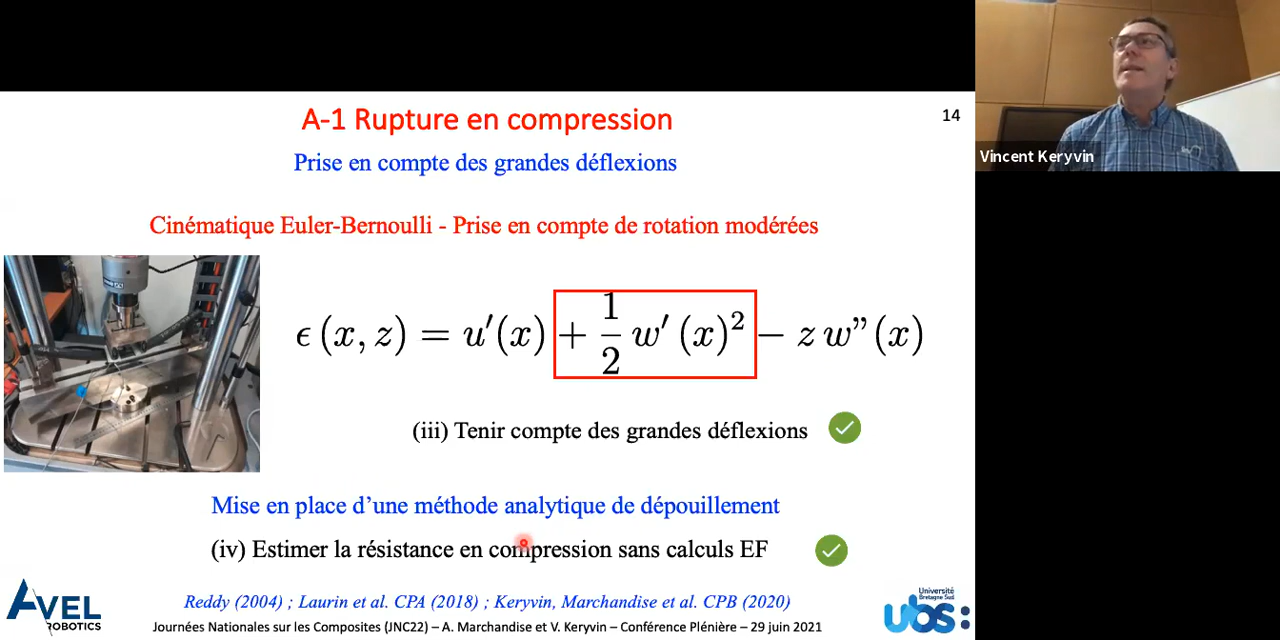 A-1 Rupture en compression
14
Prise en compte des grandes déflexions
Vincent Keryvin
Cinématique Euler-Bernoulli - Prise en compte de rotation modérées
ϵ (x, z) = u′(x) + 1/2 w′ (x)² − z w” (x)
(iii) Tenir compte des grandes déflexions
Mise en place d’une méthode analytique de dépouillement
(iv) Estimer la résistance en compression sans calculs EF
AVEL ROBOTICS
Reddy (2004) ; Laurin et al. CPA (2018) ; Keryvin, Marchandise et al. CPB (2020)
Journées Nationales sur les Composites (JNC22) – A. Marchandise et V. Keryvin – Conférence Plénière – 29 juin 2021
Université
Bretagne Sud
ubs: